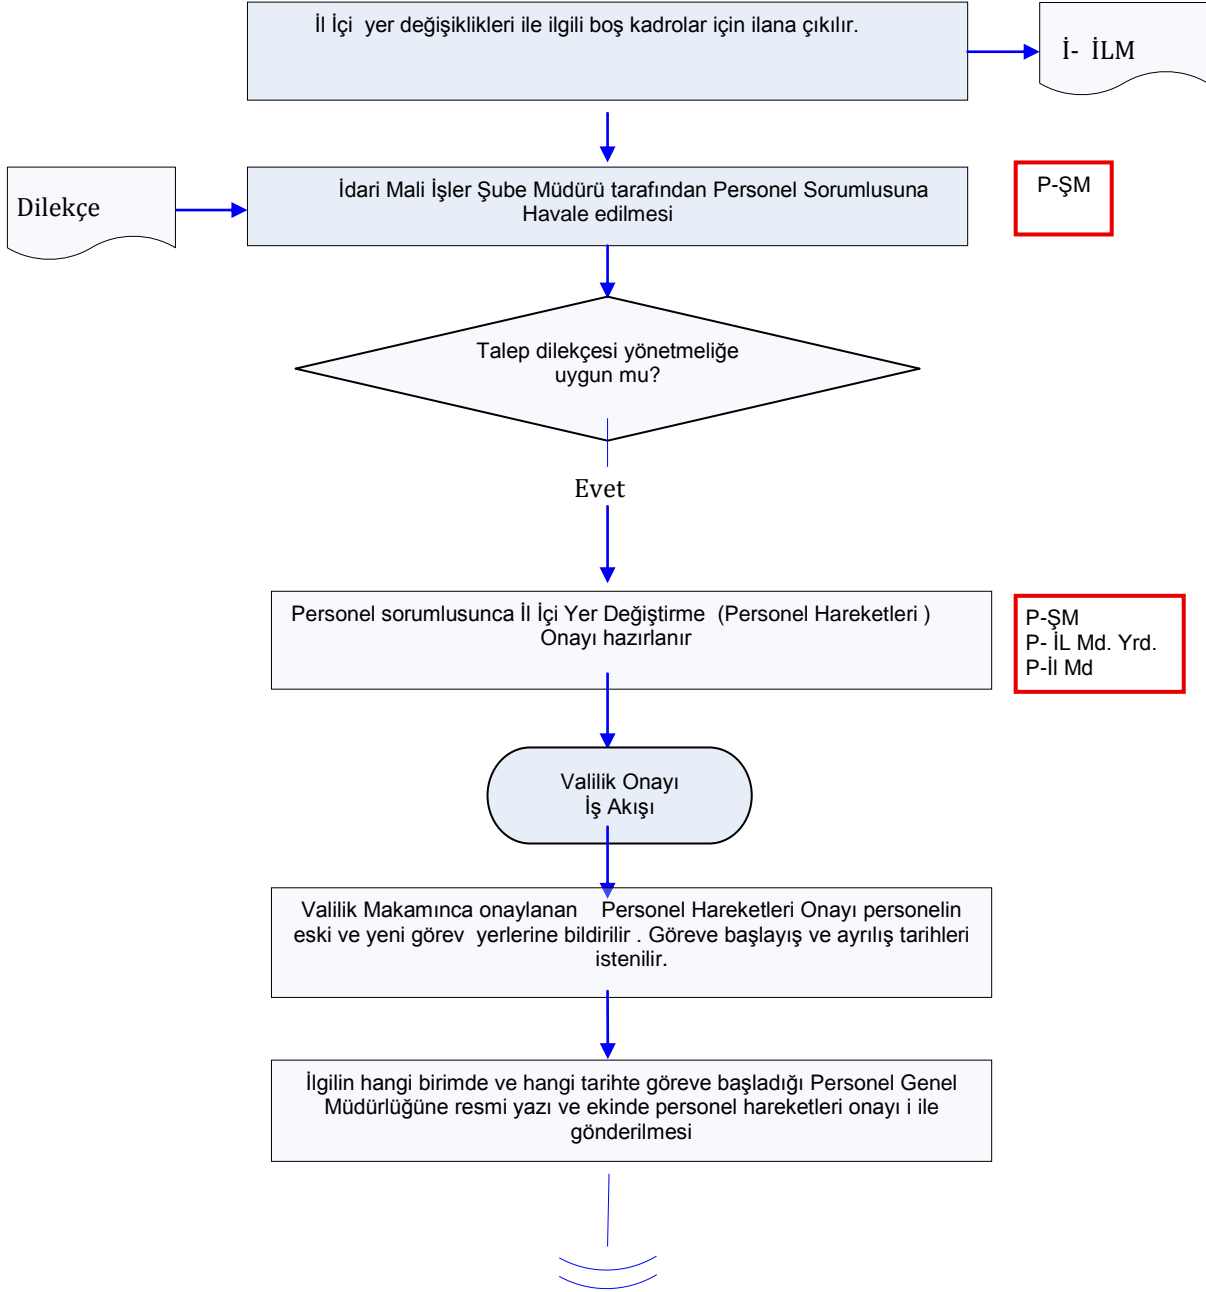 İl İçi yer değişiklikleri ile ilgili boş kadrolar için ilana çıkılır.
İ- İLM
Dilekçe
İdari Mali İşler Şube Müdürü tarafından Personel Sorumlusuna
Havale edilmesi
P-ŞM
Talep dilekçesi yönetmeliğe
uygun mu?
Evet
Personel sorumlusunca İl İçi Yer Değiştirme (Personel Hareketleri )
Onayı hazırlanır
P-ŞM
P- İL Md. Yrd.
P-İl Md
Valilik Onayı
İş Akışı
Valilik Makamınca onaylanan Personel Hareketleri Onayı personelin
eski ve yeni görev yerlerine bildirilir . Göreve başlayış ve ayrılış tarihleri
istenilir.
İlgilin hangi birimde ve hangi tarihte göreve başladığı Personel Genel
Müdürlüğüne resmi yazı ve ekinde personel hareketleri onayı i ile
gönderilmesi